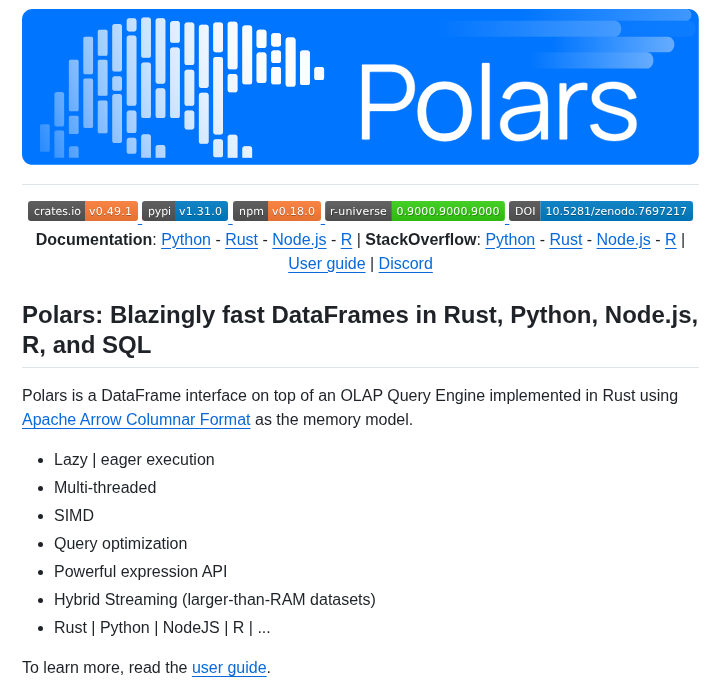 Polars
crates.io v0.49.1 pypi v1.31.0 npm v0.18.0 r-universe 0.9000.9000.9000 DOI 10.5281/zenodo.7697217
Documentation: Python - Rust - Node.js - R | StackOverflow: Python - Rust - Node.js - R |
User guide | Discord
Polars: Blazingly fast DataFrames in Rust, Python, Node.js,
R, and SQL
Polars is a DataFrame interface on top of an OLAP Query Engine implemented in Rust using
Apache Arrow Columnar Format as the memory model.
• Lazy | eager execution
• Multi-threaded
• SIMD
• Query optimization
• Powerful expression API
• Hybrid Streaming (larger-than-RAM datasets)
• Rust | Python | NodeJS | R | ...
To learn more, read the user guide.